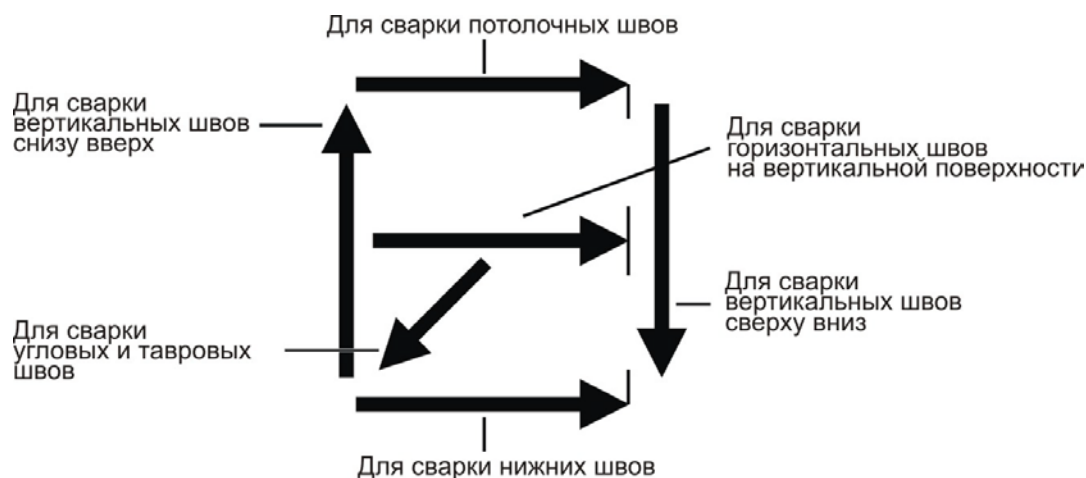 Для сварки потолочных швов
Для сварки
вертикальных швов
снизу вверх
Для сварки
горизонтальных швов
на вертикальной поверхности
Для сварки
вертикальных швов
сверху вниз
Для сварки
угловых и тавровых
швов
Для сварки нижних швов